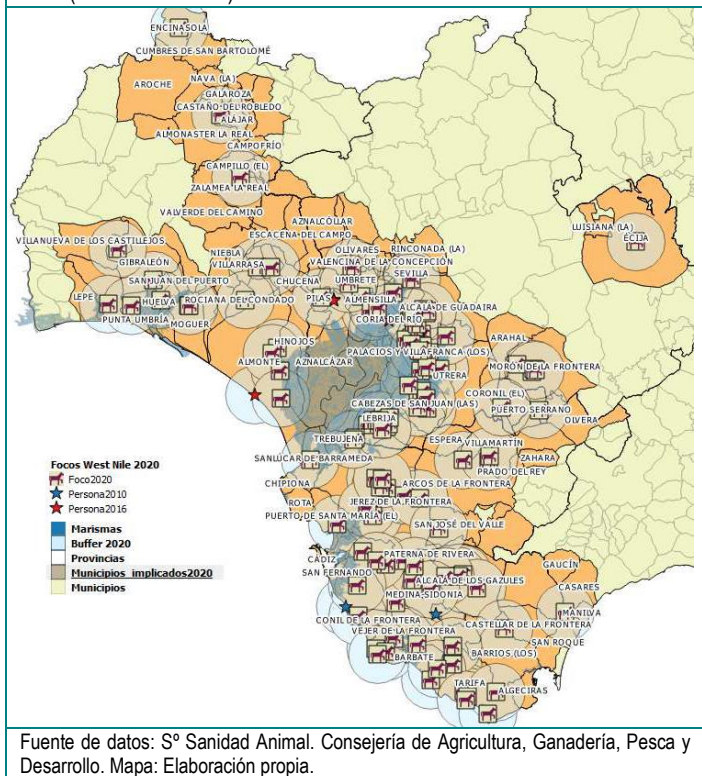 ENCINASOLA
CUMBRES DE SAN BARTOLOMÉ
AROCHE
NAVA (LA)
GALAROZA
CASTAÑO DEL ROBLEDO
ALÁJAR
ALMONASTER LA REAL
CAMPOFRÍO
CAMPILLO (EL)
ZALAMEA LA REAL
VALVERDE DEL CAMINO
AZNALCÓLLAR
ESCACENA DEL CAMPO
LUISIANA (LA)
ÉCIJA
VILLANUEVA DE LOS CASTILLEJOS
GIBRALEÓN
NIEBLA
VILLARRASA
OLIVARES
RINCONADA (LA)
VALENCINA DE LA CONCEPCIÓN
SEVILLA
SAN JUAN DEL PUERTO
CHUCENA
UMBRETE
LEPE
HUELVA
ROCIANA DEL CONDADO
PILAS
ALMENSILLA
ALCALÁ DE GUADAIRA
PUNTA UMBRÍA
MOGUER
CORIA DEL RÍO
HINOJOS
ARAHAL
ALMONTE
AZNALCÁZAR
PALACIOS Y VILLAFRANCA (LOS)
UTRERA
MORÓN DE LA FRONTERA
CORONIL (EL)
CABEZAS DE SAN JUAN (LAS)
PUERTO SERRANO
LEBRIJA
OLVERA
TREBUJENA
ESPERA
VILLAMARTÍN
ZAHARA
SANLÚCAR DE BARRAMEDA
PRADO DEL REY
CHIPIONA
ARCOS DE LA FRONTERA
ROTA
JEREZ DE LA FRONTERA
PUERTO DE SANTA MARÍA (EL)
SAN JOSÉ DEL VALLE
CÁDIZ
PATERNA DE RIVERA
SAN FERNANDO
ALCALÁ DE LOS GAZULES
GAUCÍN
CASARES
MEDINA-SIDONIA
MANILVA
CONIL DE LA FRONTERA
CASTELLAR DE LA FRONTERA
VEJER DE LA FRONTERA
SAN ROQUE
BARBATE
BARRIOS (LOS)
TARIFA
ALGECIRAS
Focos West Nile 2020
Foco2020
Persona2010
Persona2016
Marismas
Buffer 2020
Provincias
Municipios implicados2020
Municipios
Fuente de datos: Sº Sanidad Animal. Consejería de Agricultura, Ganadería, Pesca y
Desarrollo. Mapa: Elaboración propia.